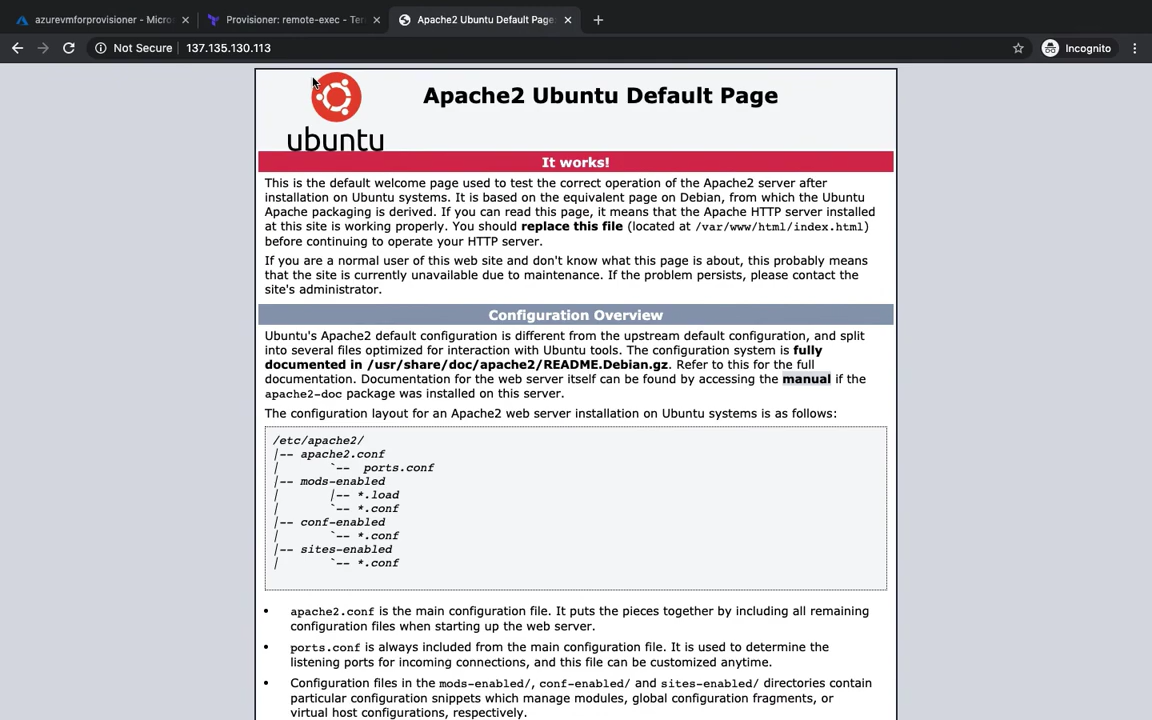 azurevmforprovisioner - Micro
Provisioner: remote-exec - Ter
Apache2 Ubuntu Default Page:
Not Secure
137.135.130.113
Incognito
ubuntu
Apache2 Ubuntu Default Page
It works!
This is the default welcome page used to test the correct operation of the Apache2 server after
installation on Ubuntu systems. It is based on the equivalent page on Debian, from which the Ubuntu
Apache packaging is derived. If you can read this page, it means that the Apache HTTP server installed
at this site is working properly. You should replace this file (located at /var/www/html/index.html)
before continuing to operate your HTTP server.
If you are a normal user of this web site and don't know what this page is about, this probably means
that the site is currently unavailable due to maintenance. If the problem persists, please contact the
site's administrator.
Configuration Overview
Ubuntu's Apache2 default configuration is different from the upstream default configuration, and split
into several files optimized for interaction with Ubuntu tools. The configuration system is fully
documented in /usr/share/doc/apache2/README.Debian.gz. Refer to this for the full
documentation. Documentation for the web server itself can be found by accessing the manual if the
apache2-doc package was installed on this server.
The configuration layout for an Apache2 web server installation on Ubuntu systems is as follows:
/etc/apache2/
|-- apache2.conf
|       `--  ports.conf
|-- mods-enabled
|       |-- *.load
|       `-- *.conf
|-- conf-enabled
|       `-- *.conf
|-- sites-enabled
|       `-- *.conf
• apache2.conf is the main configuration file. It puts the pieces together by including all remaining
configuration files when starting up the web server.
• ports.conf is always included from the main configuration file. It is used to determine the
listening ports for incoming connections, and this file can be customized anytime.
• Configuration files in the mods-enabled/, conf-enabled/ and sites-enabled/ directories contain
particular configuration snippets which manage modules, global configuration fragments, or
virtual host configurations, respectively.